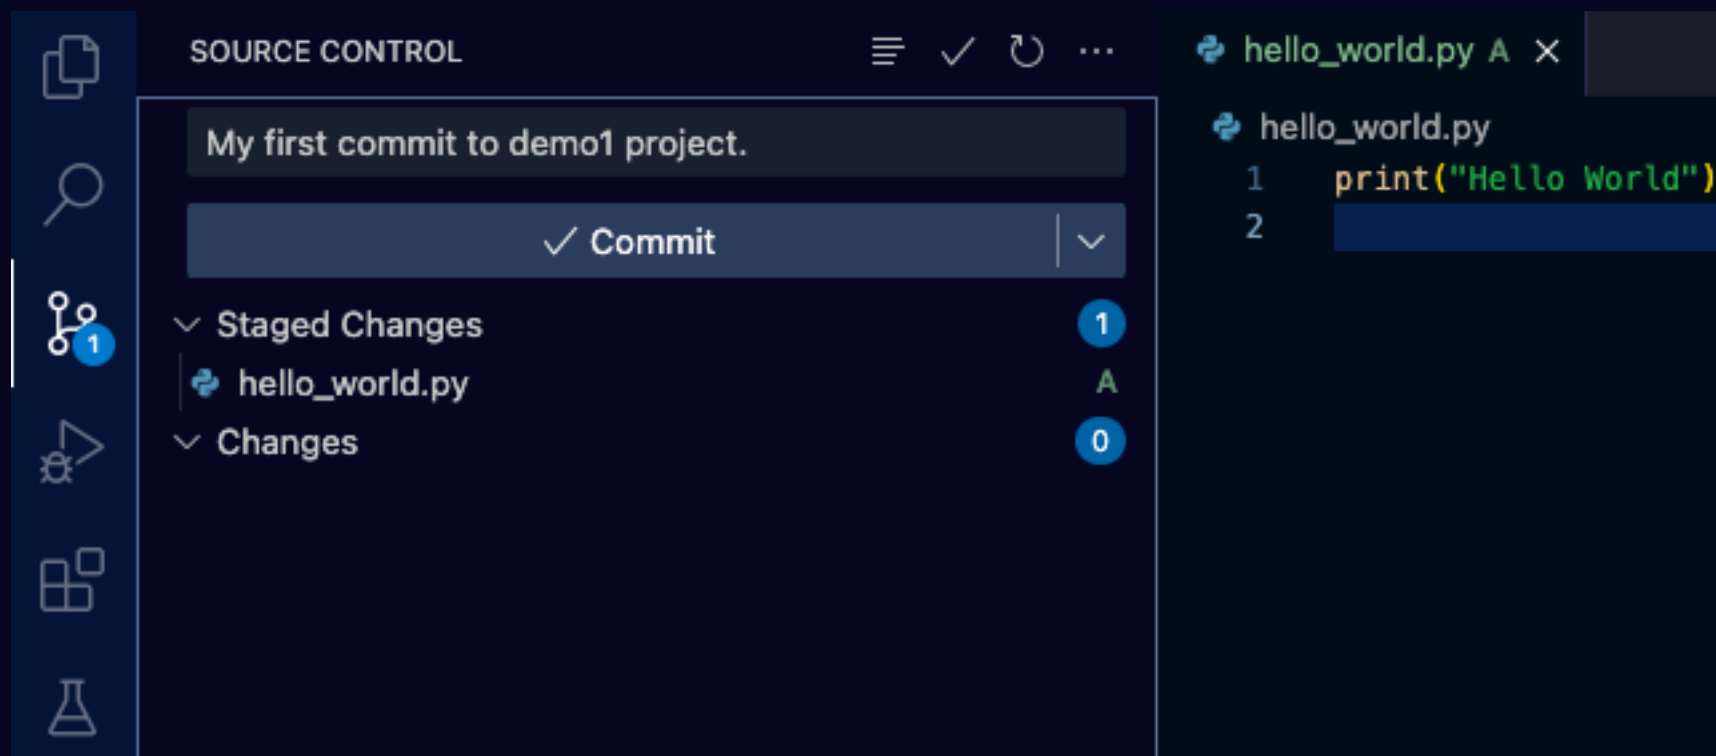 SOURCE CONTROL
My first commit to demo1 project.
Commit
Staged Changes 1
hello_world.py A
Changes 0
1
hello_world.py A
hello_world.py
1 print("Hello World")
2